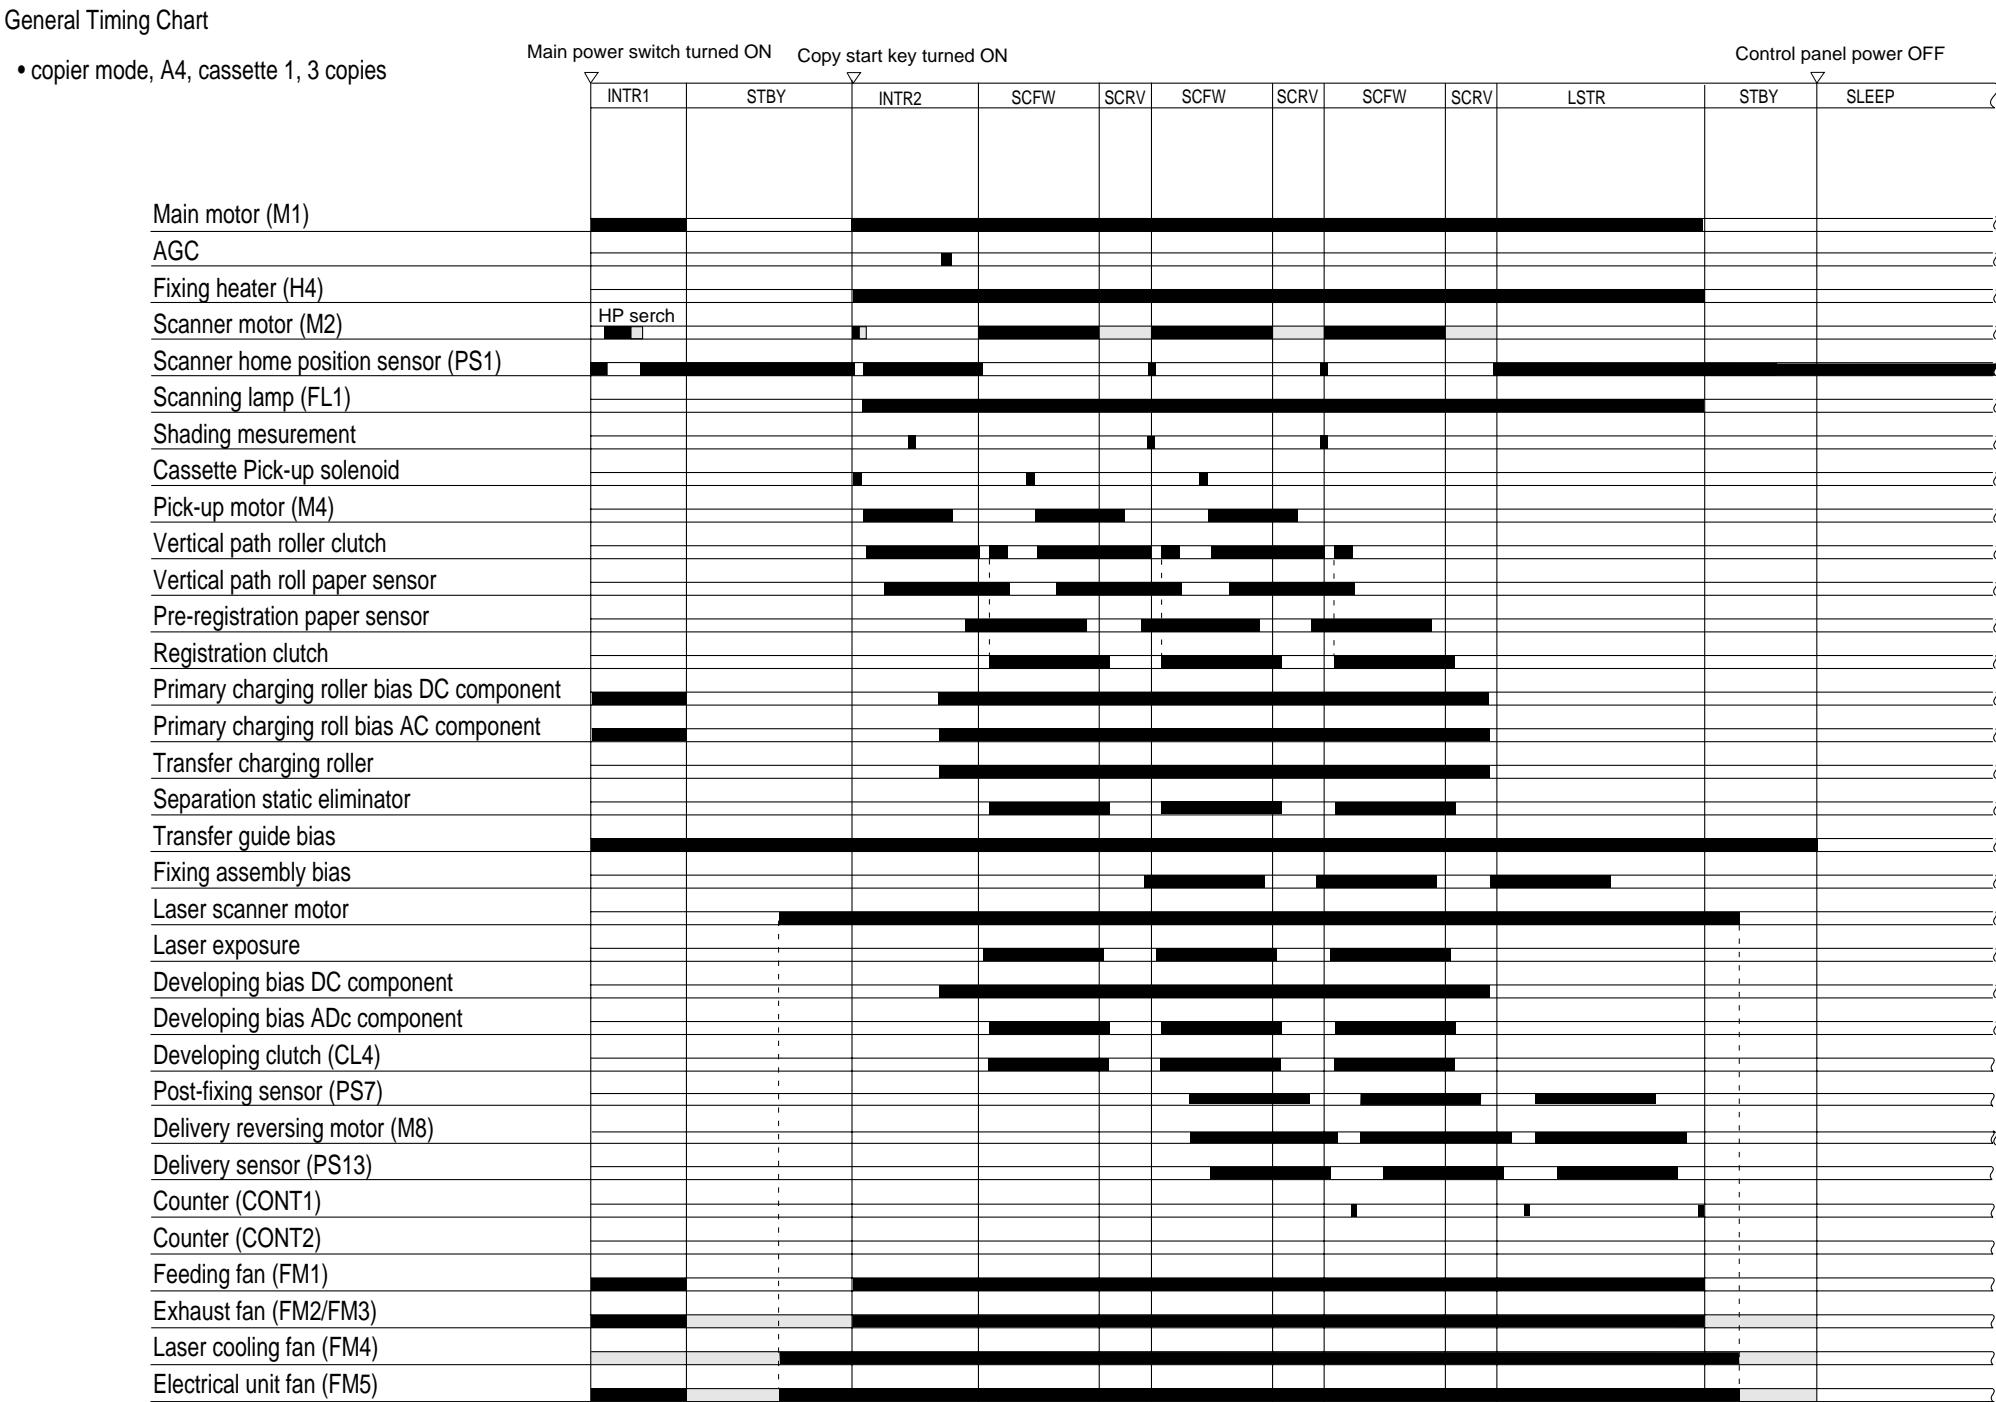 General Timing Chart
• copier mode, A4, cassette 1, 3 copies
Main power switch turned ON Copy start key turned ON Control panel power OFF
INTR1 STBY INTR2 SCFW SCRV SCFW SCRV SCFW SCRV LSTR STBY SLEEP
Main motor (M1)
AGC
Fixing heater (H4)
Scanner motor (M2) HP serch
Scanner home position sensor (PS1)
Scanning lamp (FL1)
Shading mesurement
Cassette Pick-up solenoid
Pick-up motor (M4)
Vertical path roller clutch
Vertical path roll paper sensor
Pre-registration paper sensor
Registration clutch
Primary charging roller bias DC component
Primary charging roll bias AC component
Transfer charging roller
Separation static eliminator
Transfer guide bias
Fixing assembly bias
Laser scanner motor
Laser exposure
Developing bias DC component
Developing bias ADc component
Developing clutch (CL4)
Post-fixing sensor (PS7)
Delivery reversing motor (M8)
Delivery sensor (PS13)
Counter (CONT1)
Counter (CONT2)
Feeding fan (FM1)
Exhaust fan (FM2/FM3)
Laser cooling fan (FM4)
Electrical unit fan (FM5)